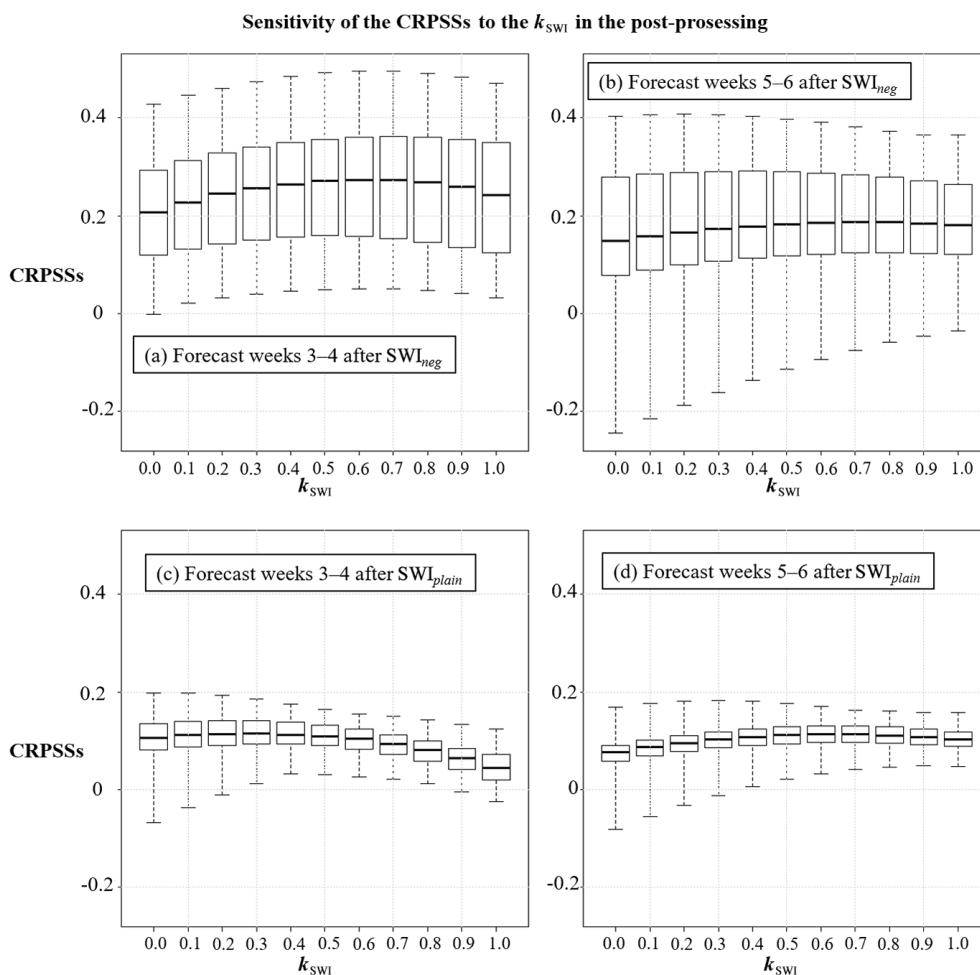 Sensitivity of the CRPSSs to the kSWI in the post-prosessing
(a) Forecast weeks 3–4 after SWIneg
0.4
0.2
0
-0.2
CRPSSs
0.0 0.1 0.2 0.3 0.4 0.5 0.6 0.7 0.8 0.9 1.0
kSWI
(b) Forecast weeks 5–6 after SWIneg
0.4
0.2
0
-0.2
0.0 0.1 0.2 0.3 0.4 0.5 0.6 0.7 0.8 0.9 1.0
kSWI
(c) Forecast weeks 3–4 after SWIplain
0.4
0.2
0
-0.2
CRPSSs
0.0 0.1 0.2 0.3 0.4 0.5 0.6 0.7 0.8 0.9 1.0
kSWI
(d) Forecast weeks 5–6 after SWIplain
0.4
0.2
0
-0.2
0.0 0.1 0.2 0.3 0.4 0.5 0.6 0.7 0.8 0.9 1.0
kSWI